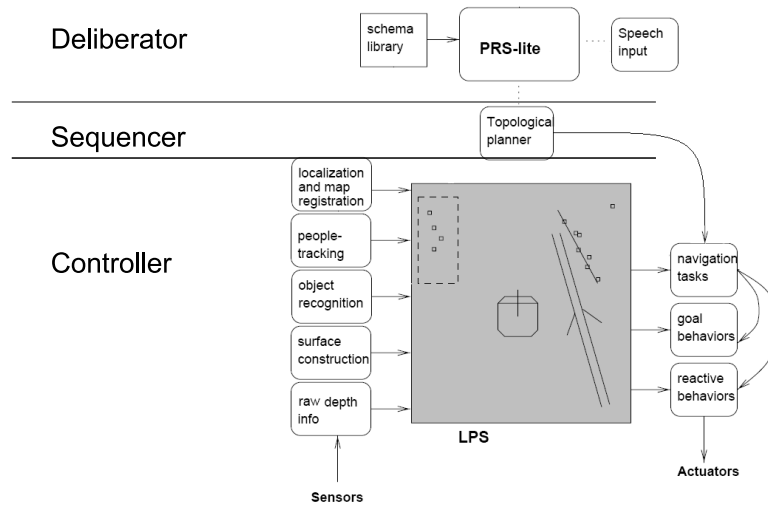 Deliberator
schema
library
PRS-lite
Speech
input
Sequencer
Topological
planner
Controller
localization
and map
registration
people-
tracking
object
recognition
surface
construction
raw depth
info
navigation
tasks
goal
behaviors
reactive
behaviors
LPS
Sensors
Actuators